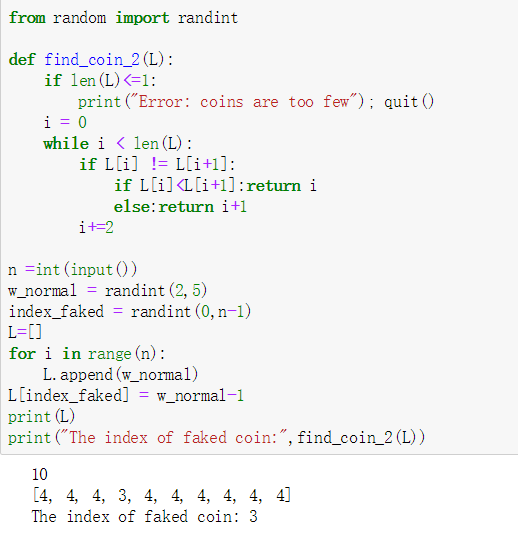 from random import randint
def find_coin_2(L):
    if len(L)<=1:
        print("Error: coins are too few"); quit()
    i = 0
    while i < len(L):
        if L[i] != L[i+1]:
            if L[i]<L[i+1]:return i
            else:return i+1
        i+=2
n =int(input())
w_normal = randint(2,5)
index_faked = randint(0,n-1)
L=[]
for i in range(n):
    L.append(w_normal)
L[index_faked] = w_normal-1
print(L)
print("The index of faked coin:",find_coin_2(L))
10
[4, 4, 4, 3, 4, 4, 4, 4, 4, 4]
The index of faked coin: 3